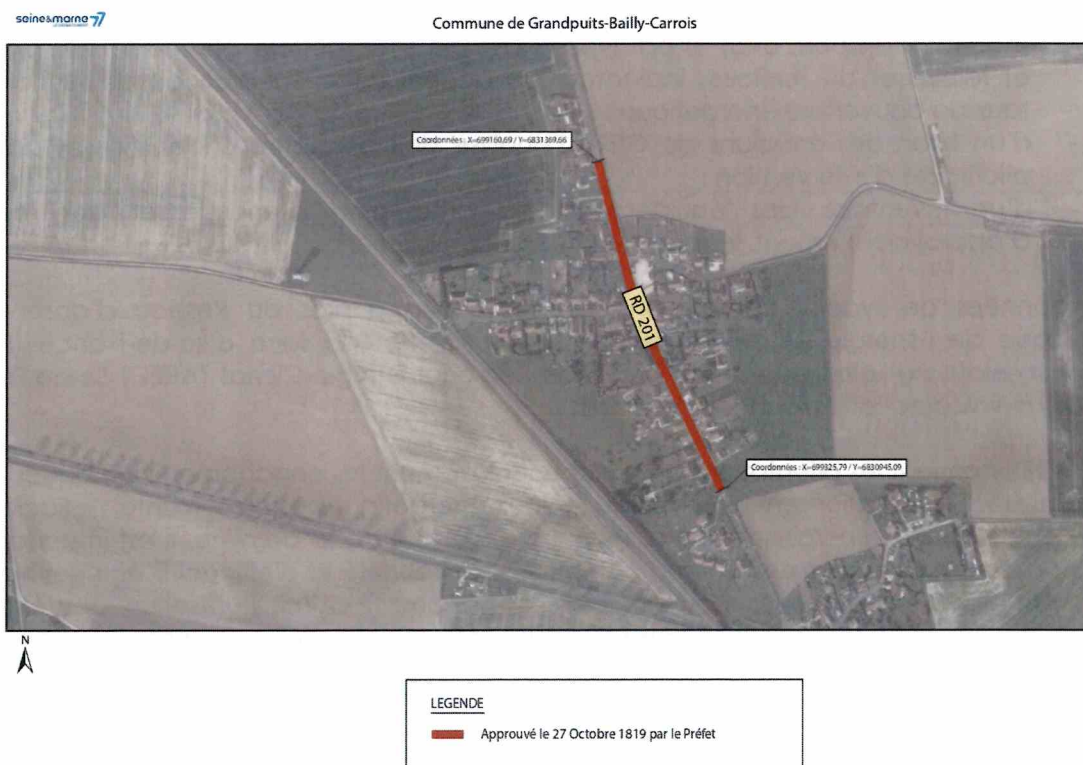 seine&marne 77
Commune de Grandpuits-Bailly-Carrois
Coordonnées : X=699160,69 / Y=6831369,66
RD 201
Coordonnées : X=699325,79 / Y=6830945,09
N
LEGENDE
Approuvé le 27 Octobre 1819 par le Préfet